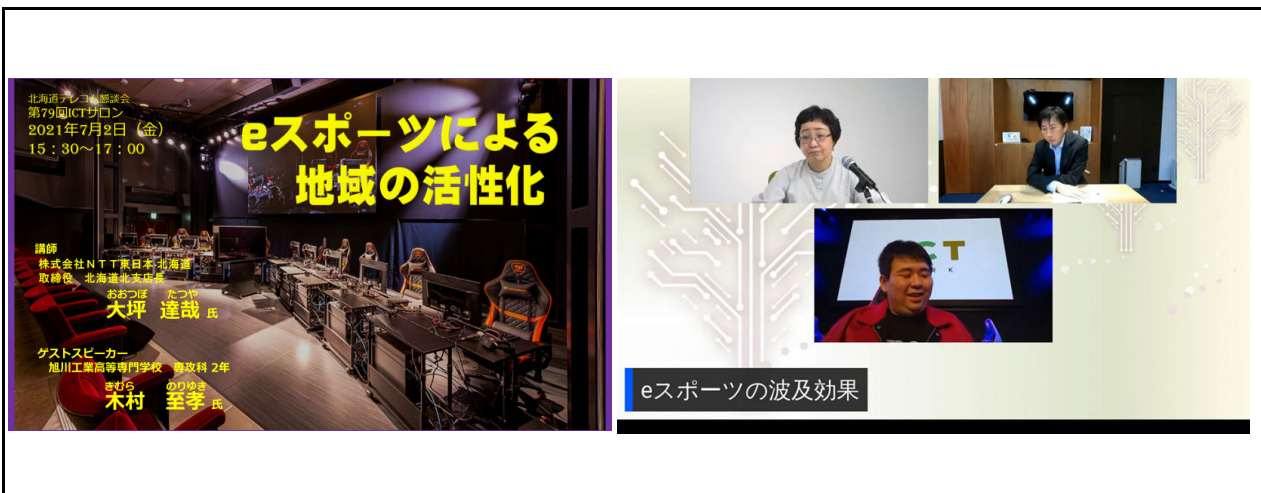 北海道テレコム懇談会
第79回ICTサロン
2021年7月2日（金）
15：30～17：00
eスポーツによる
地域の活性化
講師
株式会社NTT東日本-北海道
取締役 北海道北支店長
おおつぼ たつや
大坪 達哉 氏
ゲストスピーカー
旭川工業高等専門学校 専攻科 2年
きむら のりゆき
木村 至孝 氏
CT
eスポーツの波及効果